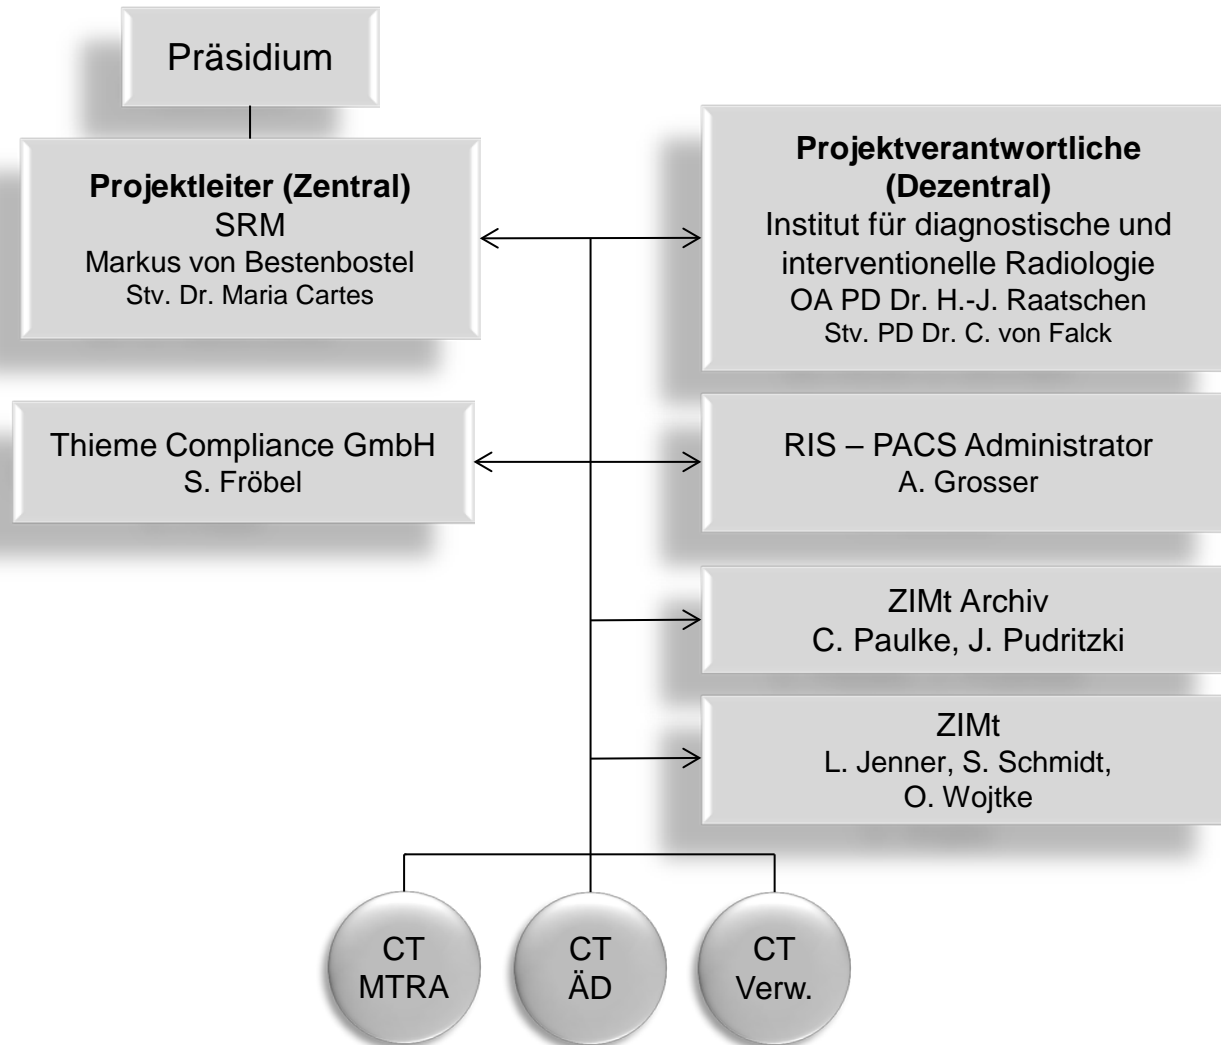 Präsidium
Projektleiter (Zentral)
SRM
Markus von Bestenbostel
Stv. Dr. Maria Cartes
Projektverantwortliche
(Dezentral)
Institut für diagnostische und
interventionelle Radiologie
OA PD Dr. H.-J. Raatschen
Stv. PD Dr. C. von Falck
Thieme Compliance GmbH
S. Fröbel
RIS – PACS Administrator
A. Grosser
ZIMt Archiv
C. Paulke, J. Pudritzki
ZIMt
L. Jenner, S. Schmidt,
O. Wojtke
CT
MTRA
CT
ÄD
CT
Verw.